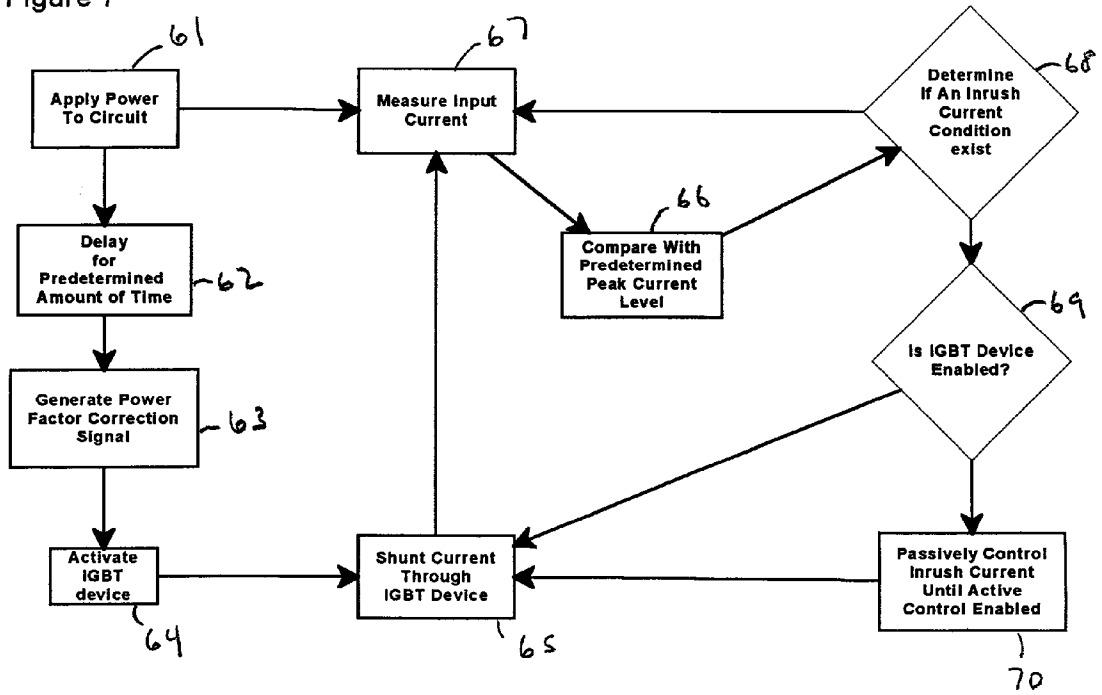 Figure 7
61
Apply Power
To Circuit
67
Measure Input
Current
68
Determine
If An Inrush
Current
Condition
exist
66
Compare With
Predetermined
Peak Current
Level
Delay
for
Predetermined
Amount of Time
62
69
Is IGBT Device
Enabled?
Generate Power
Factor Correction
Signal
63
Activate
IGBT
device
64
Shunt Current
Through
IGBT Device
65
Passively Control
Inrush Current
Until Active
Control Enabled
70